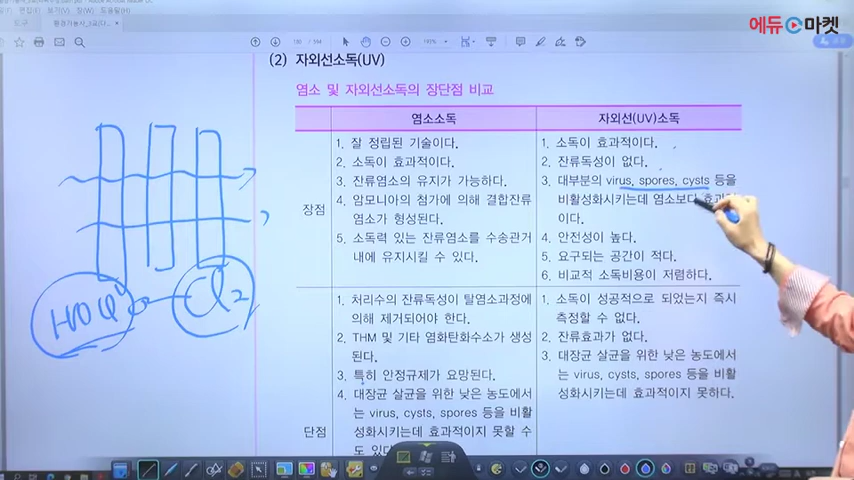 에듀마켓
(2) 자외선소독(UV)
염소 및 자외선소독의 장단점 비교
염소소독
자외선(UV)소독
장점
1. 잘 정립된 기술이다.
2. 소독이 효과적이다.
3. 잔류염소의 유지가 가능하다.
4. 암모니아의 첨가에 의해 결합잔류
염소가 형성된다.
5. 소독력 있는 잔류염소를 수송관거
내에 유지시킬 수 있다.
1. 소독이 효과적이다.
2. 잔류독성이 없다.
3. 대부분의 virus, spores, cysts 등을
비활성화시키는데 염소보다
이다.
4. 안전성이 높다.
5. 요구되는 공간이 적다.
6. 비교적 소독비용이 저렴하다.
단점
1. 처리수의 잔류독성이 탈염소과정에
의해 제거되어야 한다.
2. THM 및 기타 염화탄화수소가 생성
된다.
3. 특히 안정규제가 요망된다.
4. 대장균 살균을 위한 낮은 농도에서
는 virus, cysts, spores 등을 비활
성화시키는데 효과적이지 못할 수
도 있다
1. 소독이 성공적으로 되었는지 즉시
측정할 수 없다.
2. 잔류효과가 없다.
3. 대장균 살균을 위한 낮은 농도에서
는 virus, cysts, spores 등을 비활
성화시키는데 효과적이지 못하다.
HOCl
Cl2